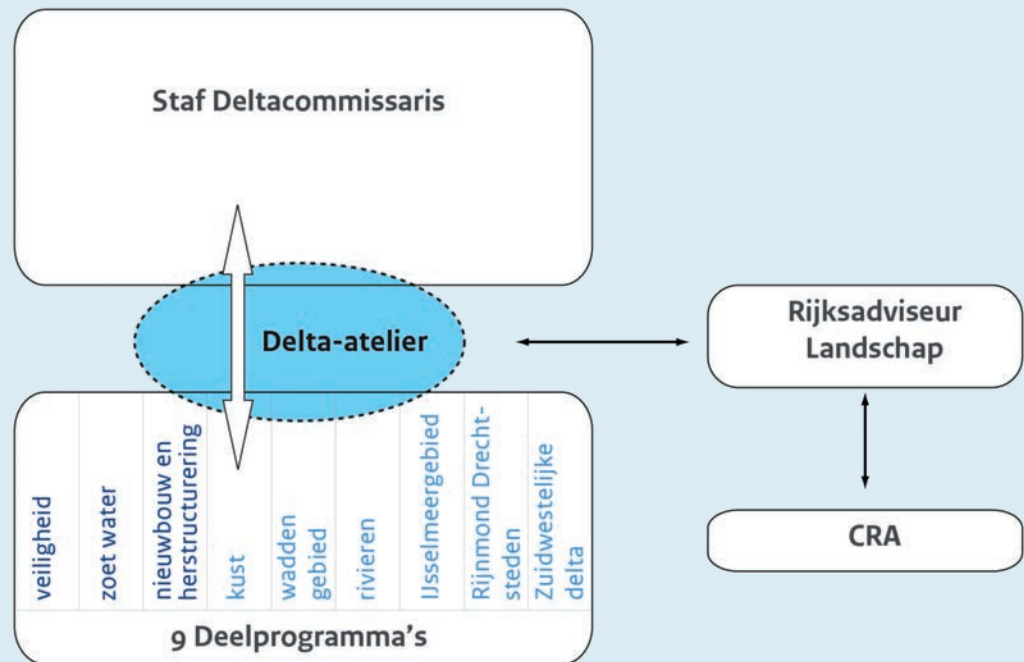 Staf Deltacommissaris
Delta-atelier
Rijksadviseur
Landschap
CRA
veiligheid
zoet water
nieuwbouw en
herstructurering
kust
wadden
gebied
rivieren
IJsselmeergebied
Rijnmond Drecht-
steden
Zuidwestelijke
delta
9 Deelprogramma's